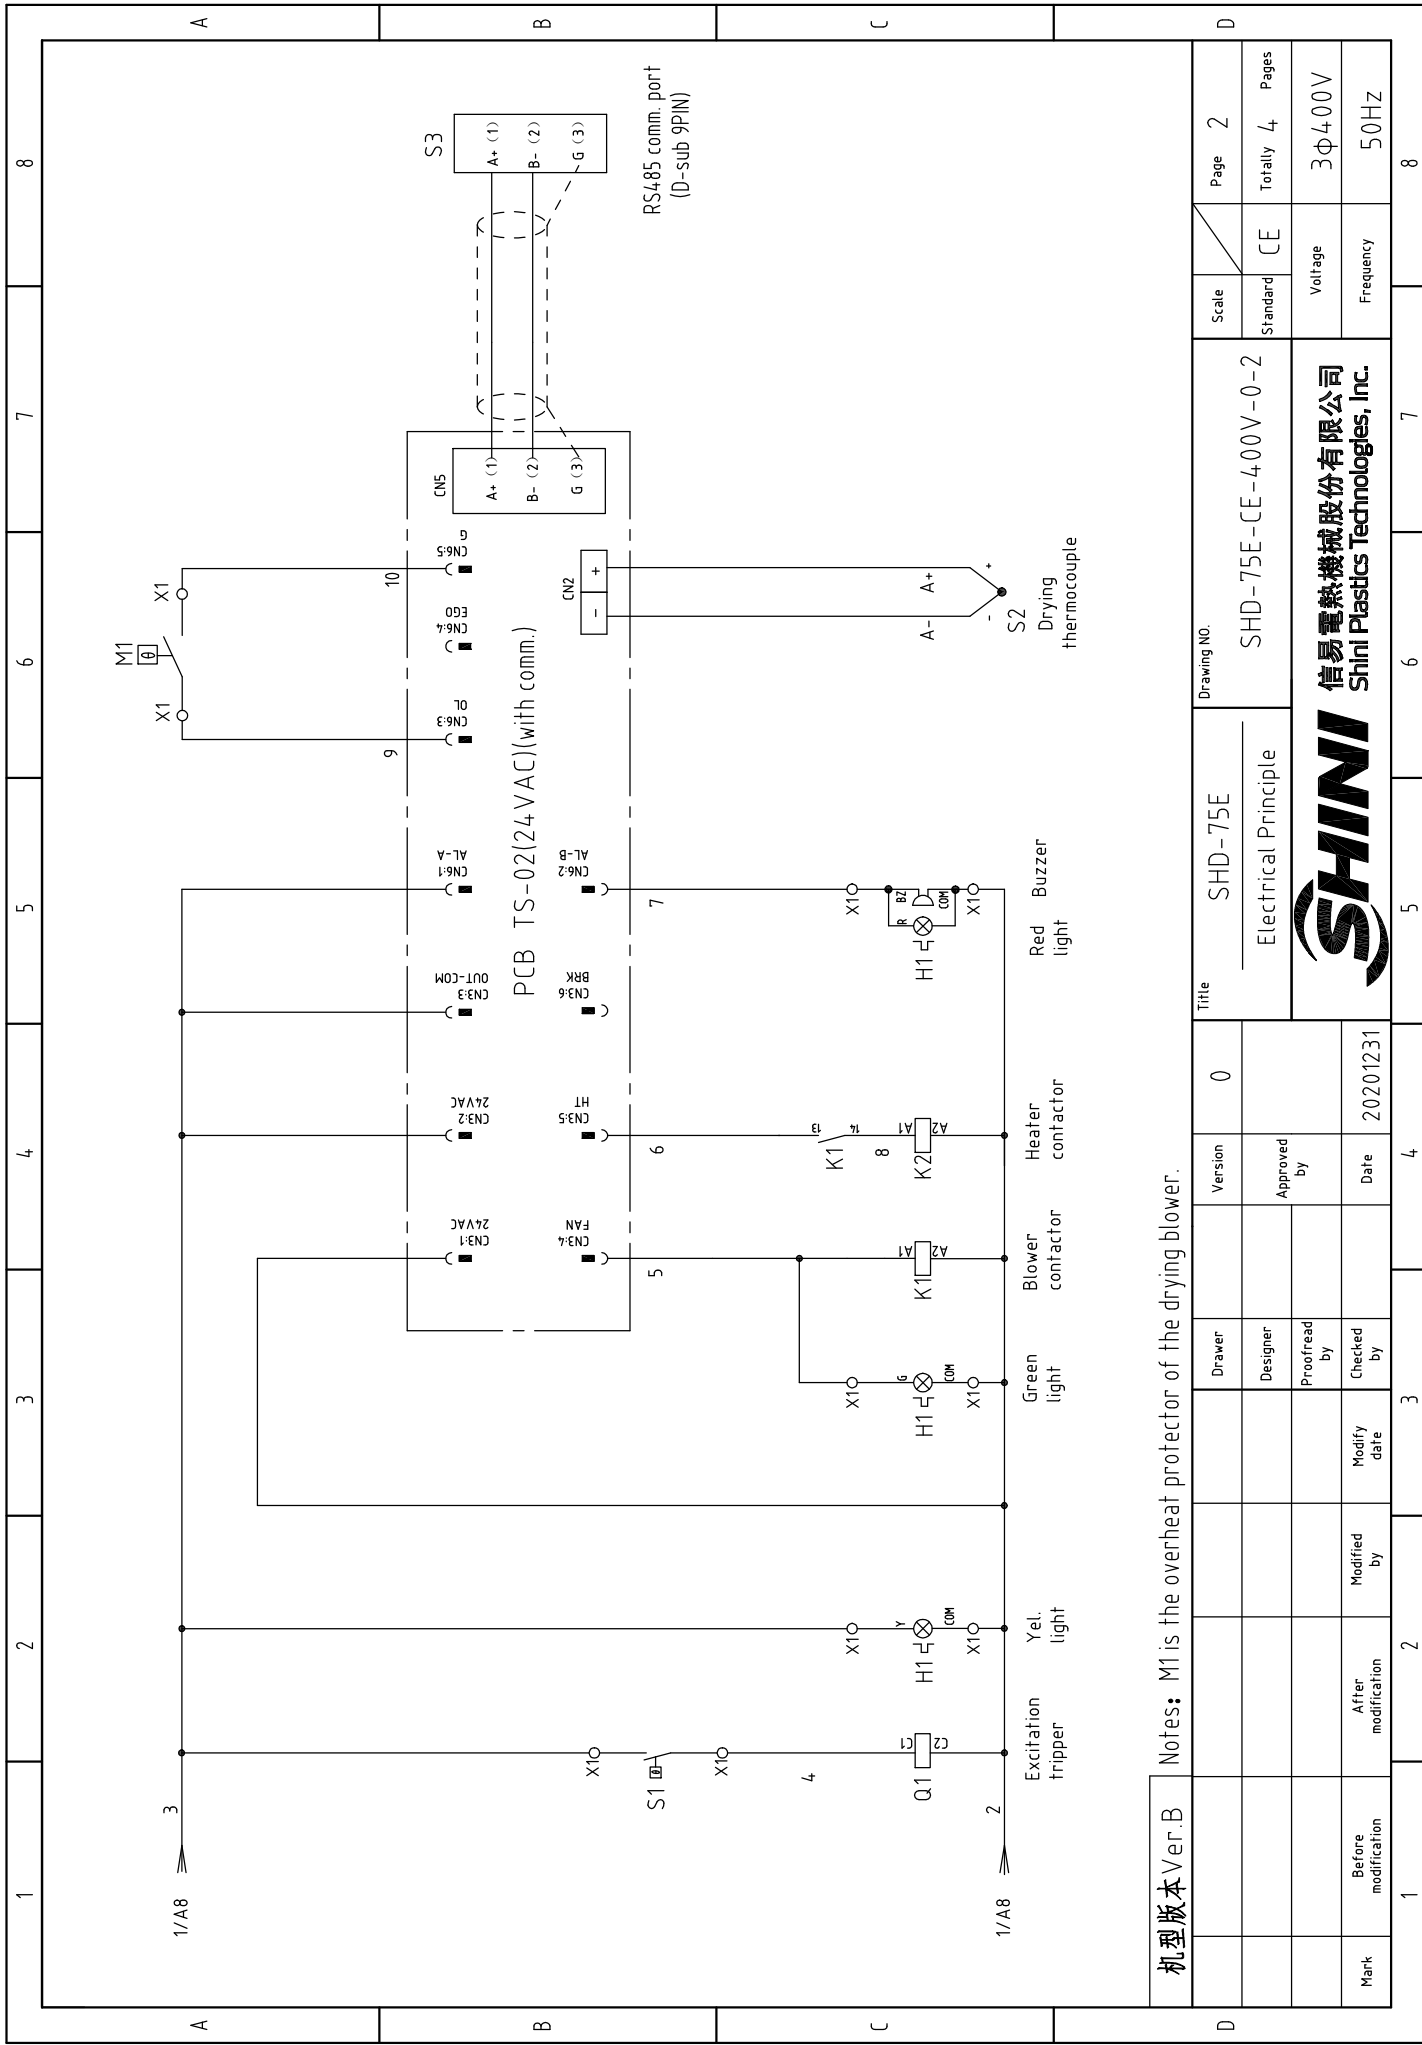 1 2 3 4 5 6 7 8
A
B
C
D
1/A8
3
1/A8
2
X1
S1
θ
X1
4
Q1
C1
C2
Excitation
tripper
X1
H1
Y
COM
X1
Yel.
light
X1
H1
G
COM
X1
Green
light
CN3:1
24VAC
CN3:4
FAN
5
K1
A1
A2
Blower
contactor
CN3:2
24VAC
CN3:5
HT
6
K1
13
14
8
K2
A1
A2
Heater
contactor
CN3:3
OUT-COM
CN3:6
BRK
PCB TS-02(24VAC)(with comm.)
CN6:1
AL-A
CN6:2
AL-B
7
X1
H1
R
BZ
COM
X1
Red
light
Buzzer
X1
M1
θ
X1
9
10
CN6:3
OL
CN6:4
EGO
CN6:5
G
CN2
- +
A- A+
- +
S2
Drying
thermocouple
CN5
A+ (1)
B- (2)
G (3)
S3
A+ (1)
B- (2)
G (3)
RS485 comm. port
(D-sub 9PIN)
机型版本Ver.B
Notes: M1 is the overheat protector of the drying blower.
Mark
Before
modification
After
modification
Modified
by
Modify
date
Drawer
Designer
Proofread
by
Checked
by
Version
0
Approved
by
Date
20201231
Title
SHD-75E
Electrical Principle
Drawing NO.
SHD-75E-CE-400V-0-2
SHINI
信易電熱機械股份有限公司
Shini Plastics Technologies, Inc.
Scale
Page 2
Standard CE
Totally 4 Pages
Voltage
3ф400V
Frequency
50HZ
A
B
C
D
1 2 3 4 5 6 7 8